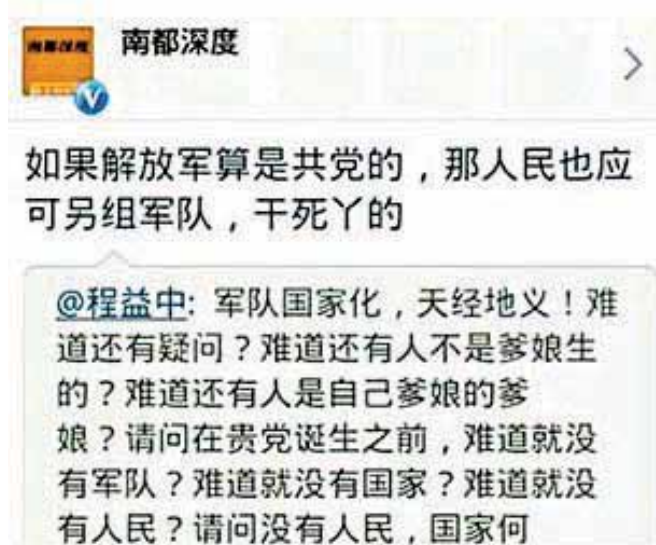 南都深度
南都深度
如果解放军算是共党的，那人民也应
可另组军队，干死丫的
@程益中: 军队国家化，天经地义！难
道还有疑问？难道还有人不是爹娘生
的？难道还有人是自己爹娘的爹
娘？请问在贵党诞生之前，难道就没
有军队？难道就没有国家？难道就没
有人民？请问没有人民，国家何